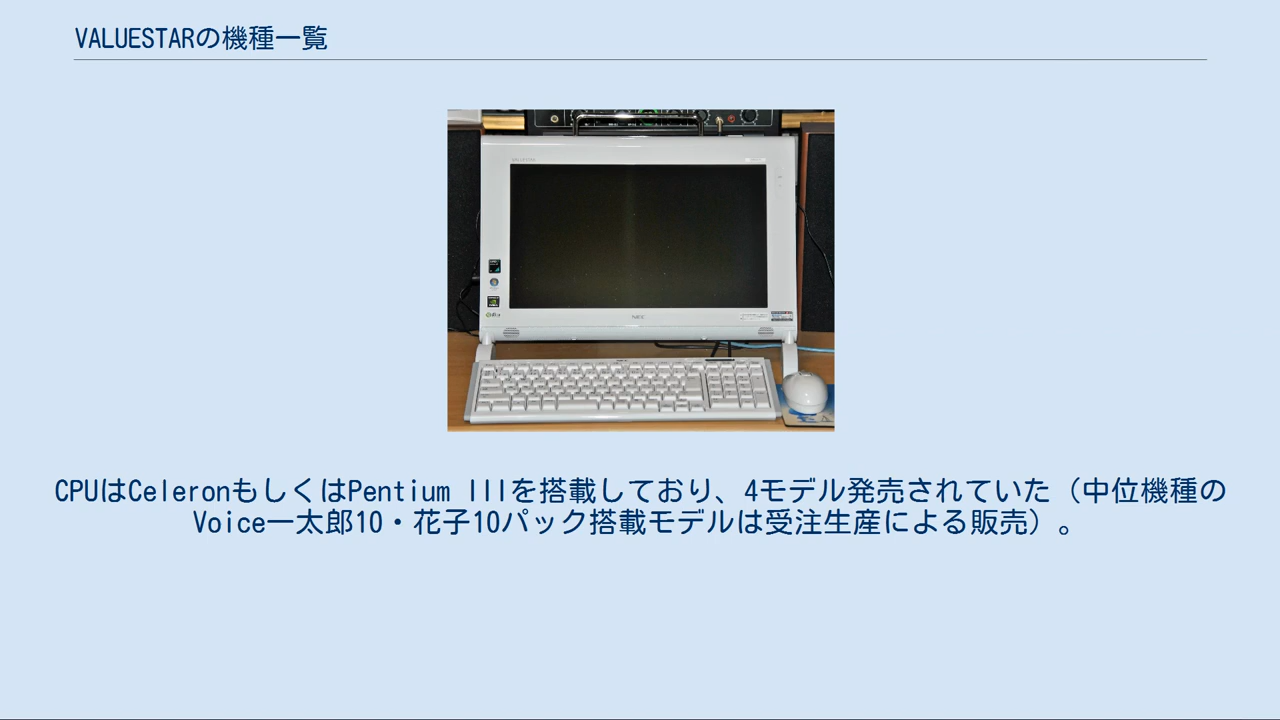 VALUESTARの機種一覧
NEC
CPUはCeleronもしくはPentium IIIを搭載しており、4モデル発売されていた（中位機種の
Voice一太郎10・花子10パック搭載モデルは受注生産による販売）。